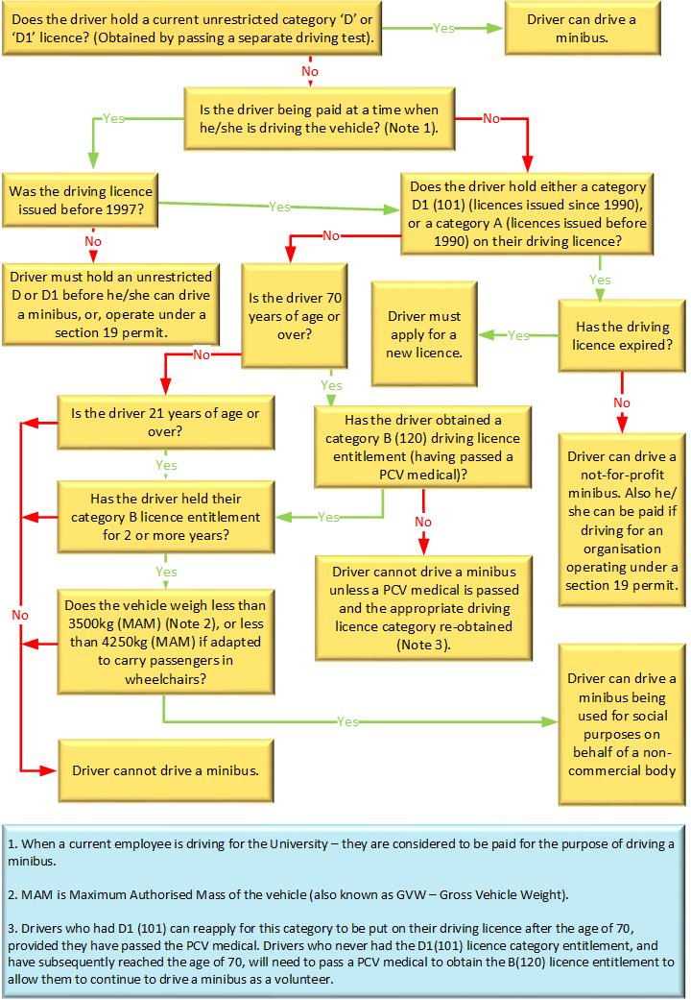 Does the driver hold a current unrestricted category ‘D’ or
‘D1’ licence? (Obtained by passing a separate driving test).
Yes
Driver can drive a
minibus.
No
Is the driver being paid at a time when
he/she is driving the vehicle? (Note 1).
Yes
No
Was the driving licence
issued before 1997?
Yes
Does the driver hold either a category
D1 (101) (licences issued since 1990),
or a category A (licences issued before
1990) on their driving licence?
No
No
Yes
Driver must hold an unrestricted
D or D1 before he/she can drive
a minibus, or, operate under a
section 19 permit.
Is the driver 70
years of age or
over?
Driver must
apply for a
new licence.
Yes
Has the driving
licence expired?
No
Yes
No
Is the driver 21 years of age or
over?
Has the driver obtained a
category B (120) driving licence
entitlement (having passed a
PCV medical)?
Driver can drive a
not-for-profit
minibus. Also he/
she can be paid if
driving for an
organisation
operating under a
section 19 permit.
Yes
Has the driver held their
category B licence entitlement
for 2 or more years?
Yes
No
Yes
Driver cannot drive a minibus
unless a PCV medical is passed
and the appropriate driving
licence category re-obtained
(Note 3).
No
Does the vehicle weigh less than
3500kg (MAM) (Note 2), or less
than 4250kg (MAM) if adapted
to carry passengers in
wheelchairs?
Yes
Driver can drive a
minibus being
used for social
purposes on
behalf of a non-
commercial body
Driver cannot drive a minibus.
1. When a current employee is driving for the University – they are considered to be paid for the purpose of driving a
minibus.
2. MAM is Maximum Authorised Mass of the vehicle (also known as GVW – Gross Vehicle Weight).
3. Drivers who had D1 (101) can reapply for this category to be put on their driving licence after the age of 70,
provided they have passed the PCV medical. Drivers who never had the D1(101) licence category entitlement, and
have subsequently reached the age of 70, will need to pass a PCV medical to obtain the B(120) licence entitlement to
allow them to continue to drive a minibus as a volunteer.